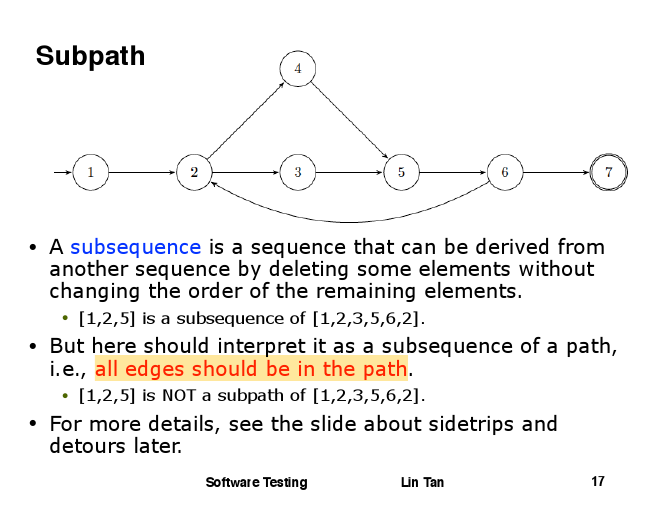 Subpath
4
1
2
3
5
6
7
• A subsequence is a sequence that can be derived from
another sequence by deleting some elements without
changing the order of the remaining elements.
• [1,2,5] is a subsequence of [1,2,3,5,6,2].
• But here should interpret it as a subsequence of a path,
i.e., all edges should be in the path.
• [1,2,5] is NOT a subpath of [1,2,3,5,6,2].
• For more details, see the slide about sidetrips and
detours later.
Software Testing Lin Tan 17